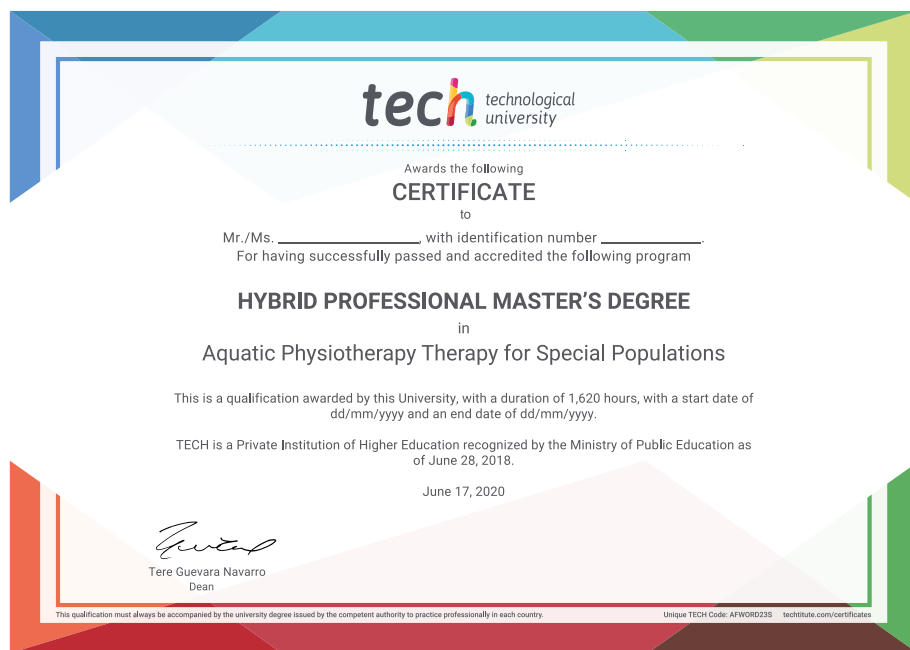 tech technological
university
Awards the following
CERTIFICATE
to
Mr./Ms. ____________________, with identification number ______________.
For having successfully passed and accredited the following program
HYBRID PROFESSIONAL MASTER'S DEGREE
in
Aquatic Physiotherapy Therapy for Special Populations
This is a qualification awarded by this University, with a duration of 1,620 hours, with a start date of
dd/mm/yyyy and an end date of dd/mm/yyyy.
TECH is a Private Institution of Higher Education recognized by the Ministry of Public Education as
of June 28, 2018.
June 17, 2020
Tere Guevara Navarro
Dean
This qualification must always be accompanied by the university degree issued by the competent authority to practice professionally in each country.
Unique TECH Code: AFWORD23S techtitute.com/certificates